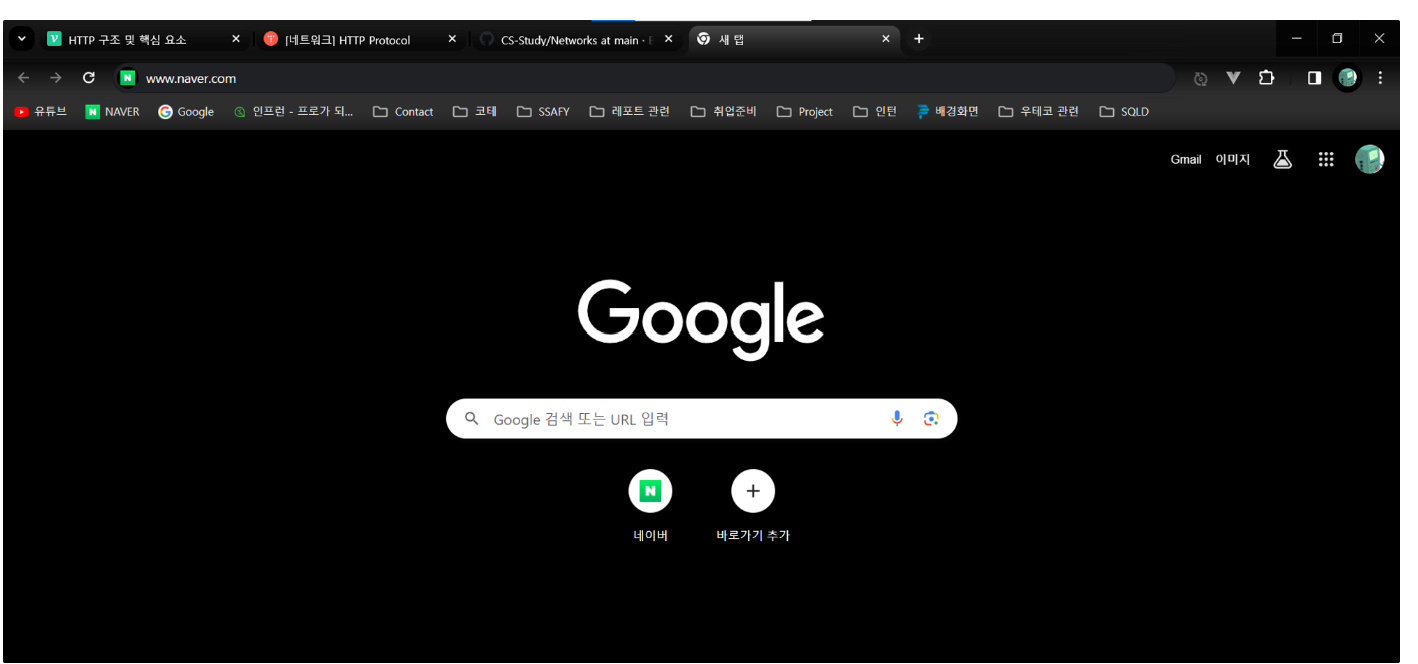 HTTP 구조 및 핵심 요소 [네트워크] HTTP Protocol CS-Study/Networks at main · 새 탭
www.naver.com
유튜브 NAVER Google 인프런 - 프로가 되... Contact 코테 SSAFY 레포트 관련 취업준비 Project 인턴 배경화면 우테코 관련 SQLD
Gmail 이미지
Google
Google 검색 또는 URL 입력
네이버 바로가기 추가